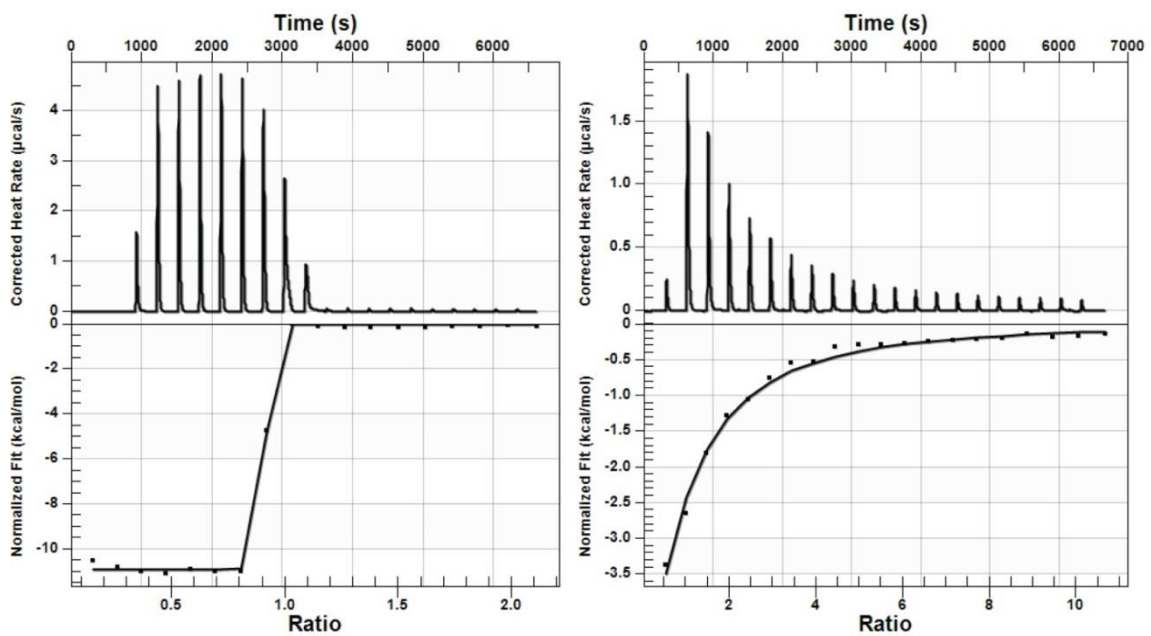 Time (s)
0 1000 2000 3000 4000 5000 6000
Corrected Heat Rate (µcal/s)
4
3
2
1
0
0
-2
-4
-6
-8
-10
Normalized Fit (kcal/mol)
0.5 1.0 1.5 2.0
Ratio
Time (s)
0 1000 2000 3000 4000 5000 6000 7000
Corrected Heat Rate (µcal/s)
1.5
1.0
0.5
0
0
-0.5
-1.0
-1.5
-2.0
-2.5
-3.0
-3.5
Normalized Fit (kcal/mol)
2 4 6 8 10
Ratio